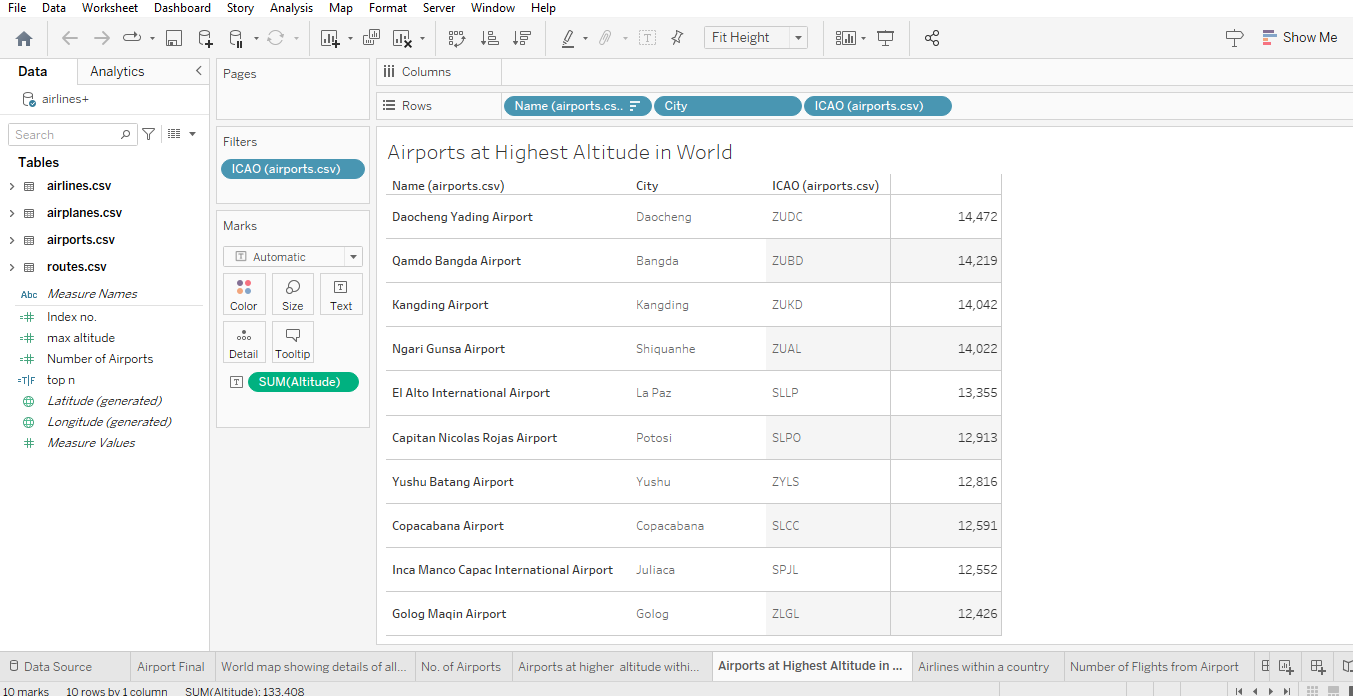 File Data Worksheet Dashboard Story Analysis Map Format Server Window Help
Fit Height Show Me
Data Analytics
airlines+
Search
Tables
airlines.csv
airplanes.csv
airports.csv
routes.csv
Abc Measure Names
Index no.
max altitude
Number of Airports
T|F top n
Latitude (generated)
Longitude (generated)
Measure Values
Pages
Filters
ICAO (airports.csv)
Marks
T Automatic
Color Size Text
Detail Tooltip
T SUM(Altitude)
Columns
Rows Name (airports.cs.. City ICAO (airports.csv)
Airports at Highest Altitude in World
Name (airports.csv) City ICAO (airports.csv)
Daocheng Yading Airport Daocheng ZUDC 14,472
Qamdo Bangda Airport Bangda ZUBD 14,219
Kangding Airport Kangding ZUKD 14,042
Ngari Gunsa Airport Shiquanhe ZUAL 14,022
El Alto International Airport La Paz SLLP 13,355
Capitan Nicolas Rojas Airport Potosi SLPO 12,913
Yushu Batang Airport Yushu ZYLS 12,816
Copacabana Airport Copacabana SLCC 12,591
Inca Manco Capac International Airport Juliaca SPJL 12,552
Golog Maqin Airport Golog ZLGL 12,426
Data Source Airport Final World map showing details of all... No. of Airports Airports at higher altitude withi... Airports at Highest Altitude in ... Airlines within a country Number of Flights from Airport
10 marks 10 rows by 1 column SUM(Altitude): 133,408